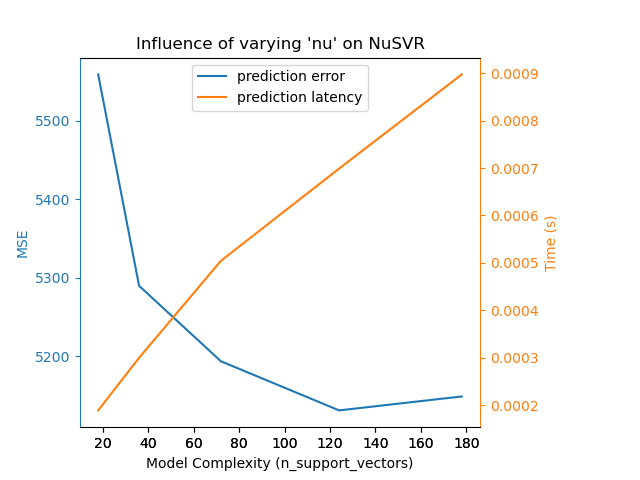 Influence of varying 'nu' on NuSVR
prediction error
prediction latency
MSE
5500
5400
5300
5200
0.0009
0.0008
0.0007
0.0006
0.0005
0.0004
0.0003
0.0002
Time (s)
20 40 60 80 100 120 140 160 180
Model Complexity (n_support_vectors)